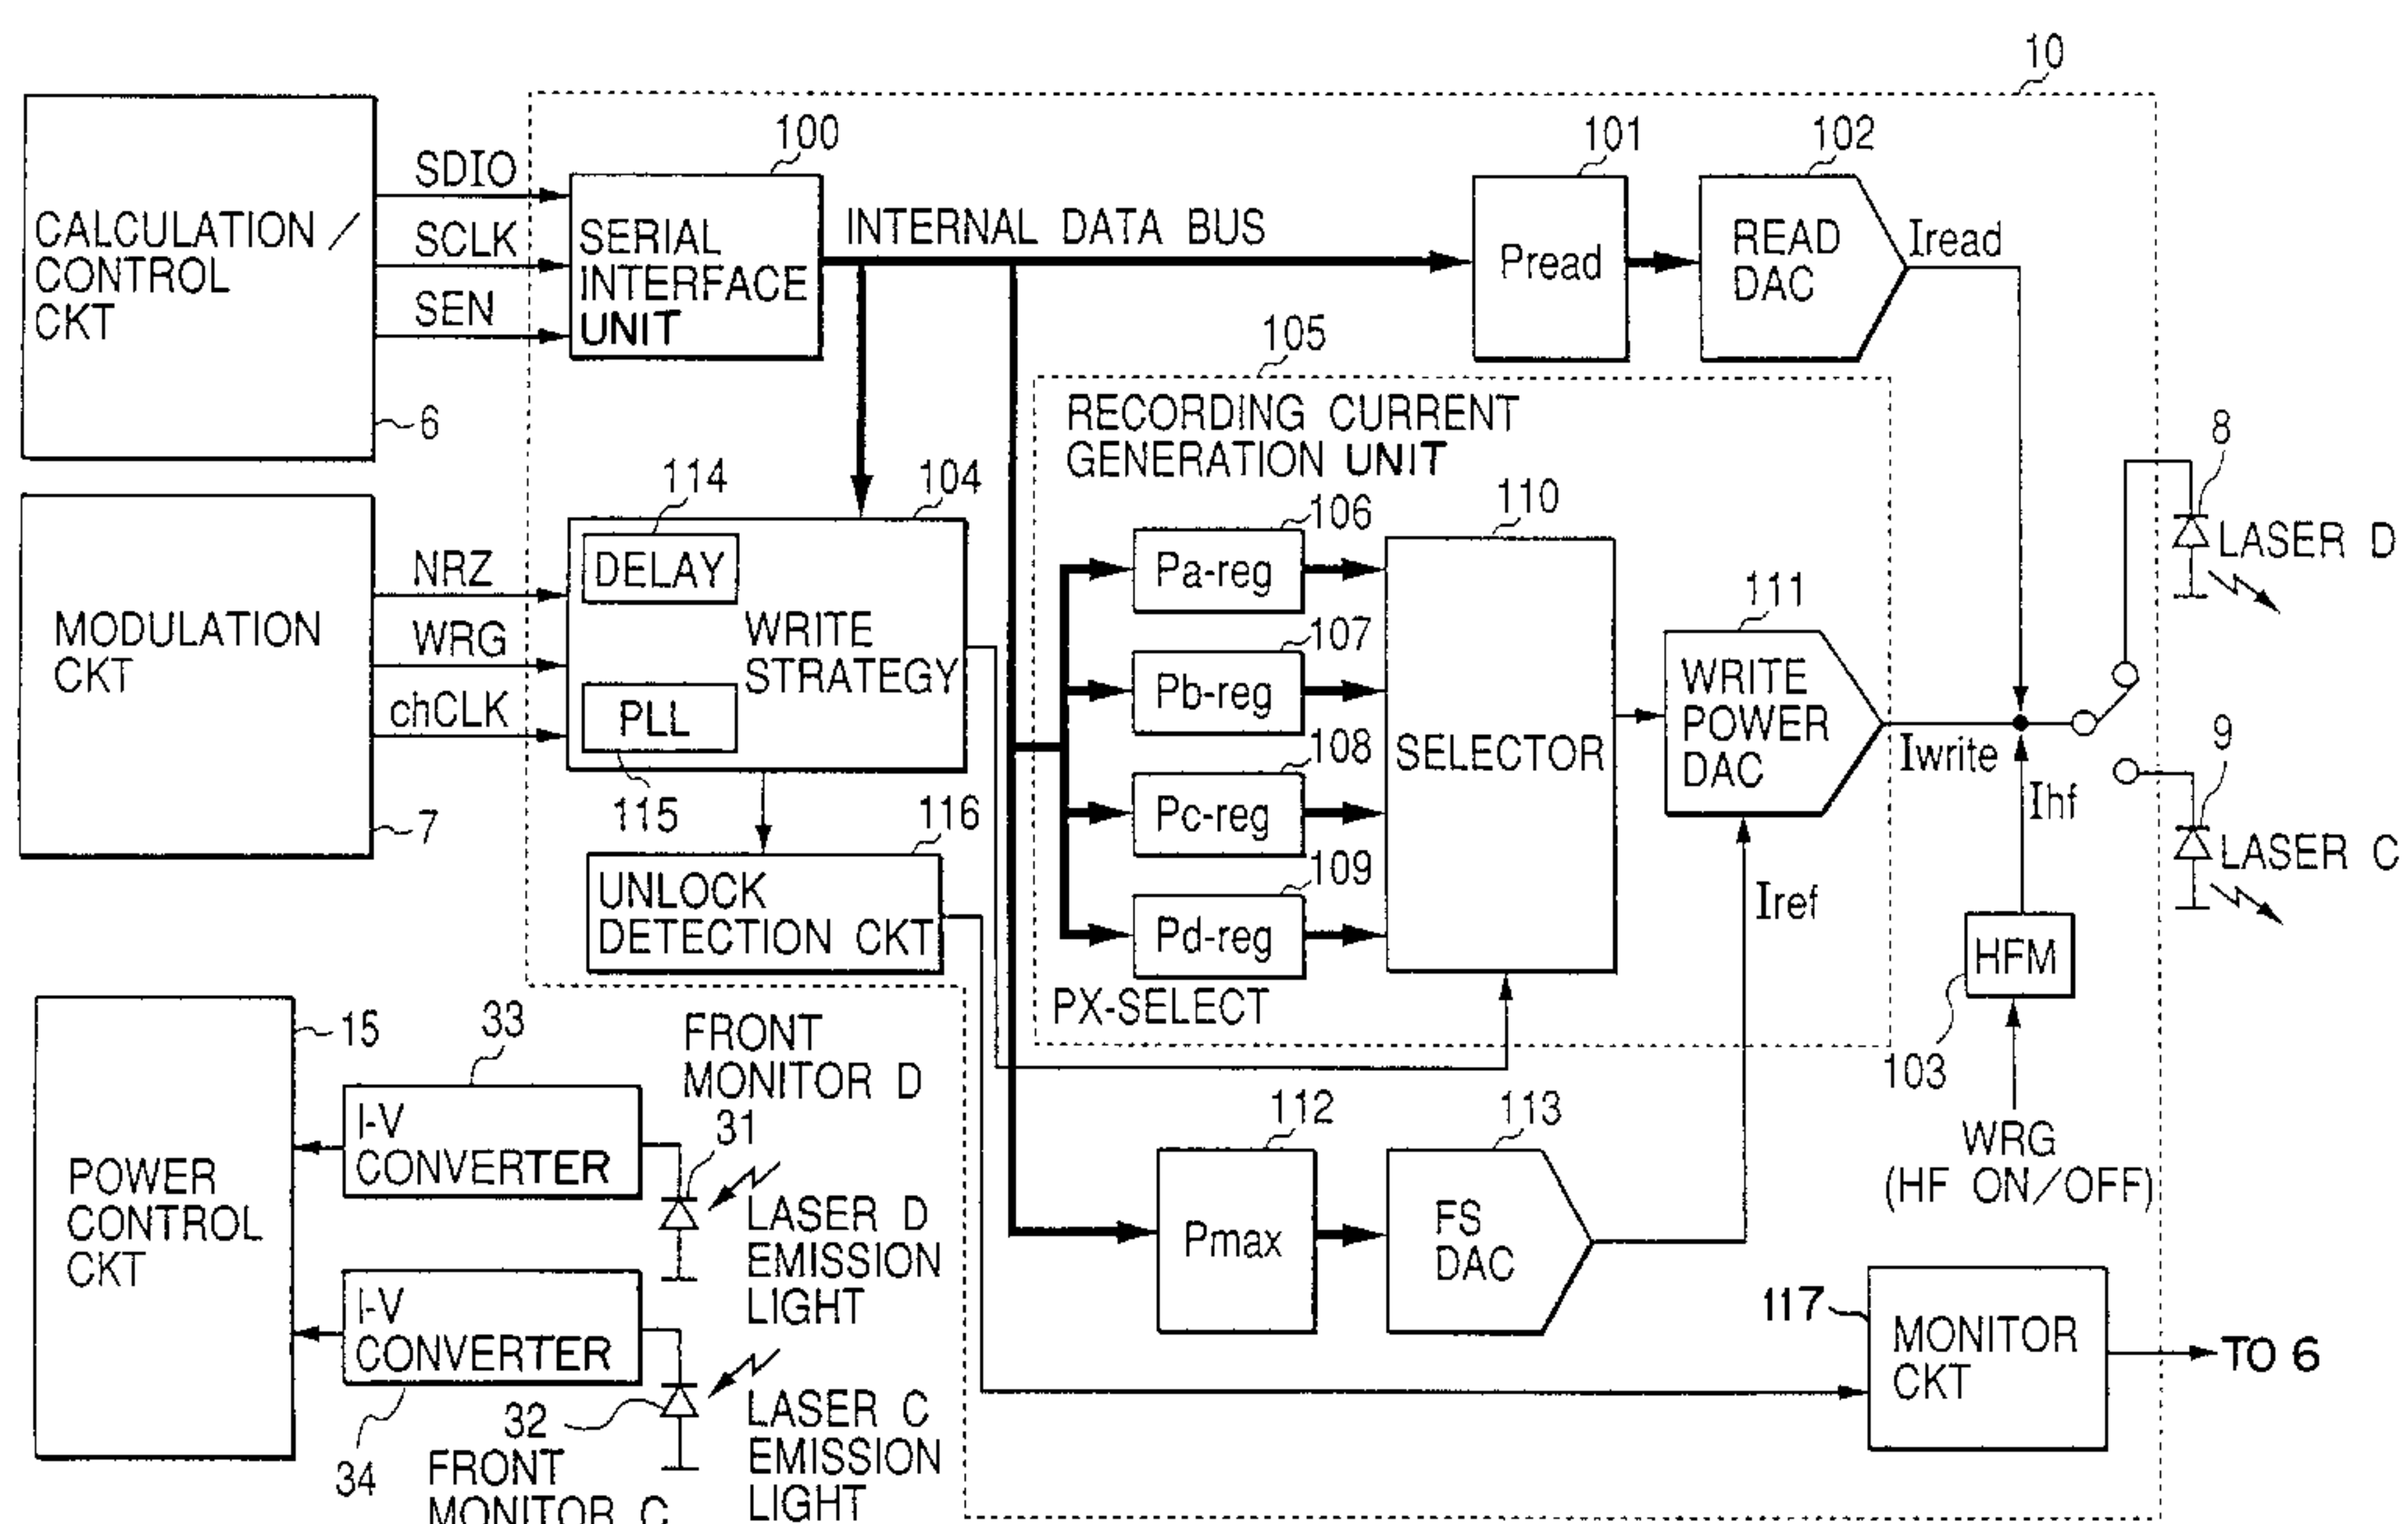 10
CALCULATION/
CONTROL
CKT
6
SDIO
SCLK
SEN
100
SERIAL
INTERFACE
UNIT
INTERNAL DATA BUS
101
Pread
102
READ
DAC
Iread
105
RECORDING CURRENT
GENERATION UNIT
MODULATION
CKT
7
NRZ
WRG
chCLK
114
DELAY
104
WRITE
STRATEGY
PLL
115
116
UNLOCK
DETECTION CKT
106
Pa-reg
107
Pb-reg
108
Pc-reg
109
Pd-reg
PX-SELECT
110
SELECTOR
111
WRITE
POWER
DAC
Iwrite
Iref
Ihf
HFM
103
WRG
(HF ON/OFF)
8
LASER D
9
LASER C
15
POWER
CONTROL
CKT
33
I-V
CONVERTER
FRONT
MONITOR D
31
LASER D
EMISSION
LIGHT
I-V
CONVERTER
34
32
FRONT
MONITOR C
LASER C
EMISSION
LIGHT
112
Pmax
113
FS
DAC
117
MONITOR
CKT
TO 6